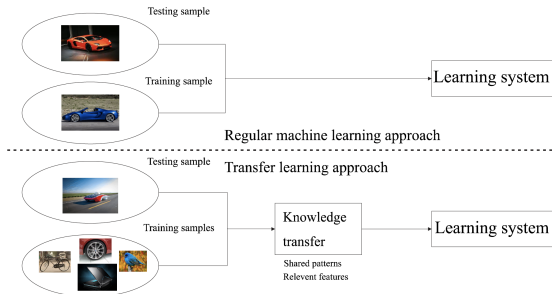 Testing sample
Training sample
Learning system
Regular machine learning approach
Transfer learning approach
Testing sample
Training samples
Knowledge
transfer
Learning system
Shared patterns
Relevent features